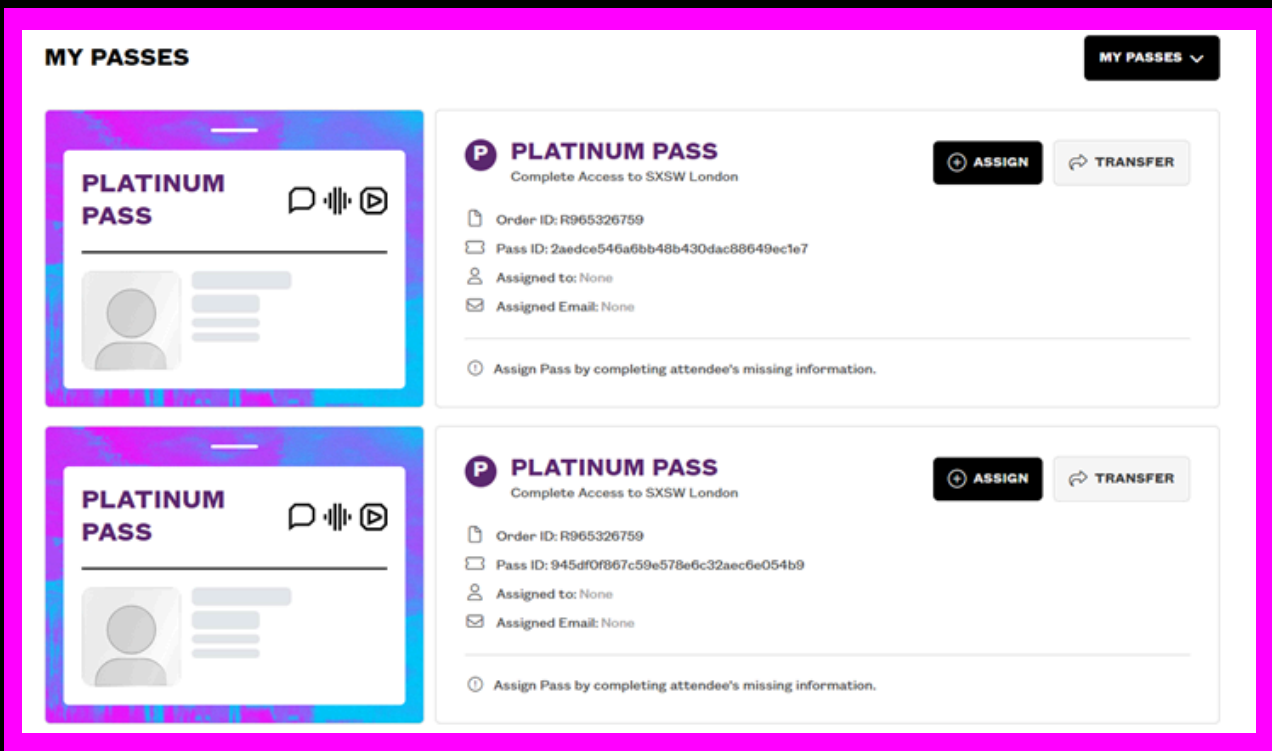 MY PASSES
MY PASSES
PLATINUM
PASS
P PLATINUM PASS
Complete Access to SXSW London
ASSIGN
TRANSFER
Order ID: R965326759
Pass ID: 2aedce546a6bb48b430dac88649ec1e7
Assigned to: None
Assigned Email: None
Assign Pass by completing attendee's missing information.
PLATINUM
PASS
P PLATINUM PASS
Complete Access to SXSW London
ASSIGN
TRANSFER
Order ID: R965326759
Pass ID: 945df0f867c59e578e6c32aec6e054b9
Assigned to: None
Assigned Email: None
Assign Pass by completing attendee's missing information.